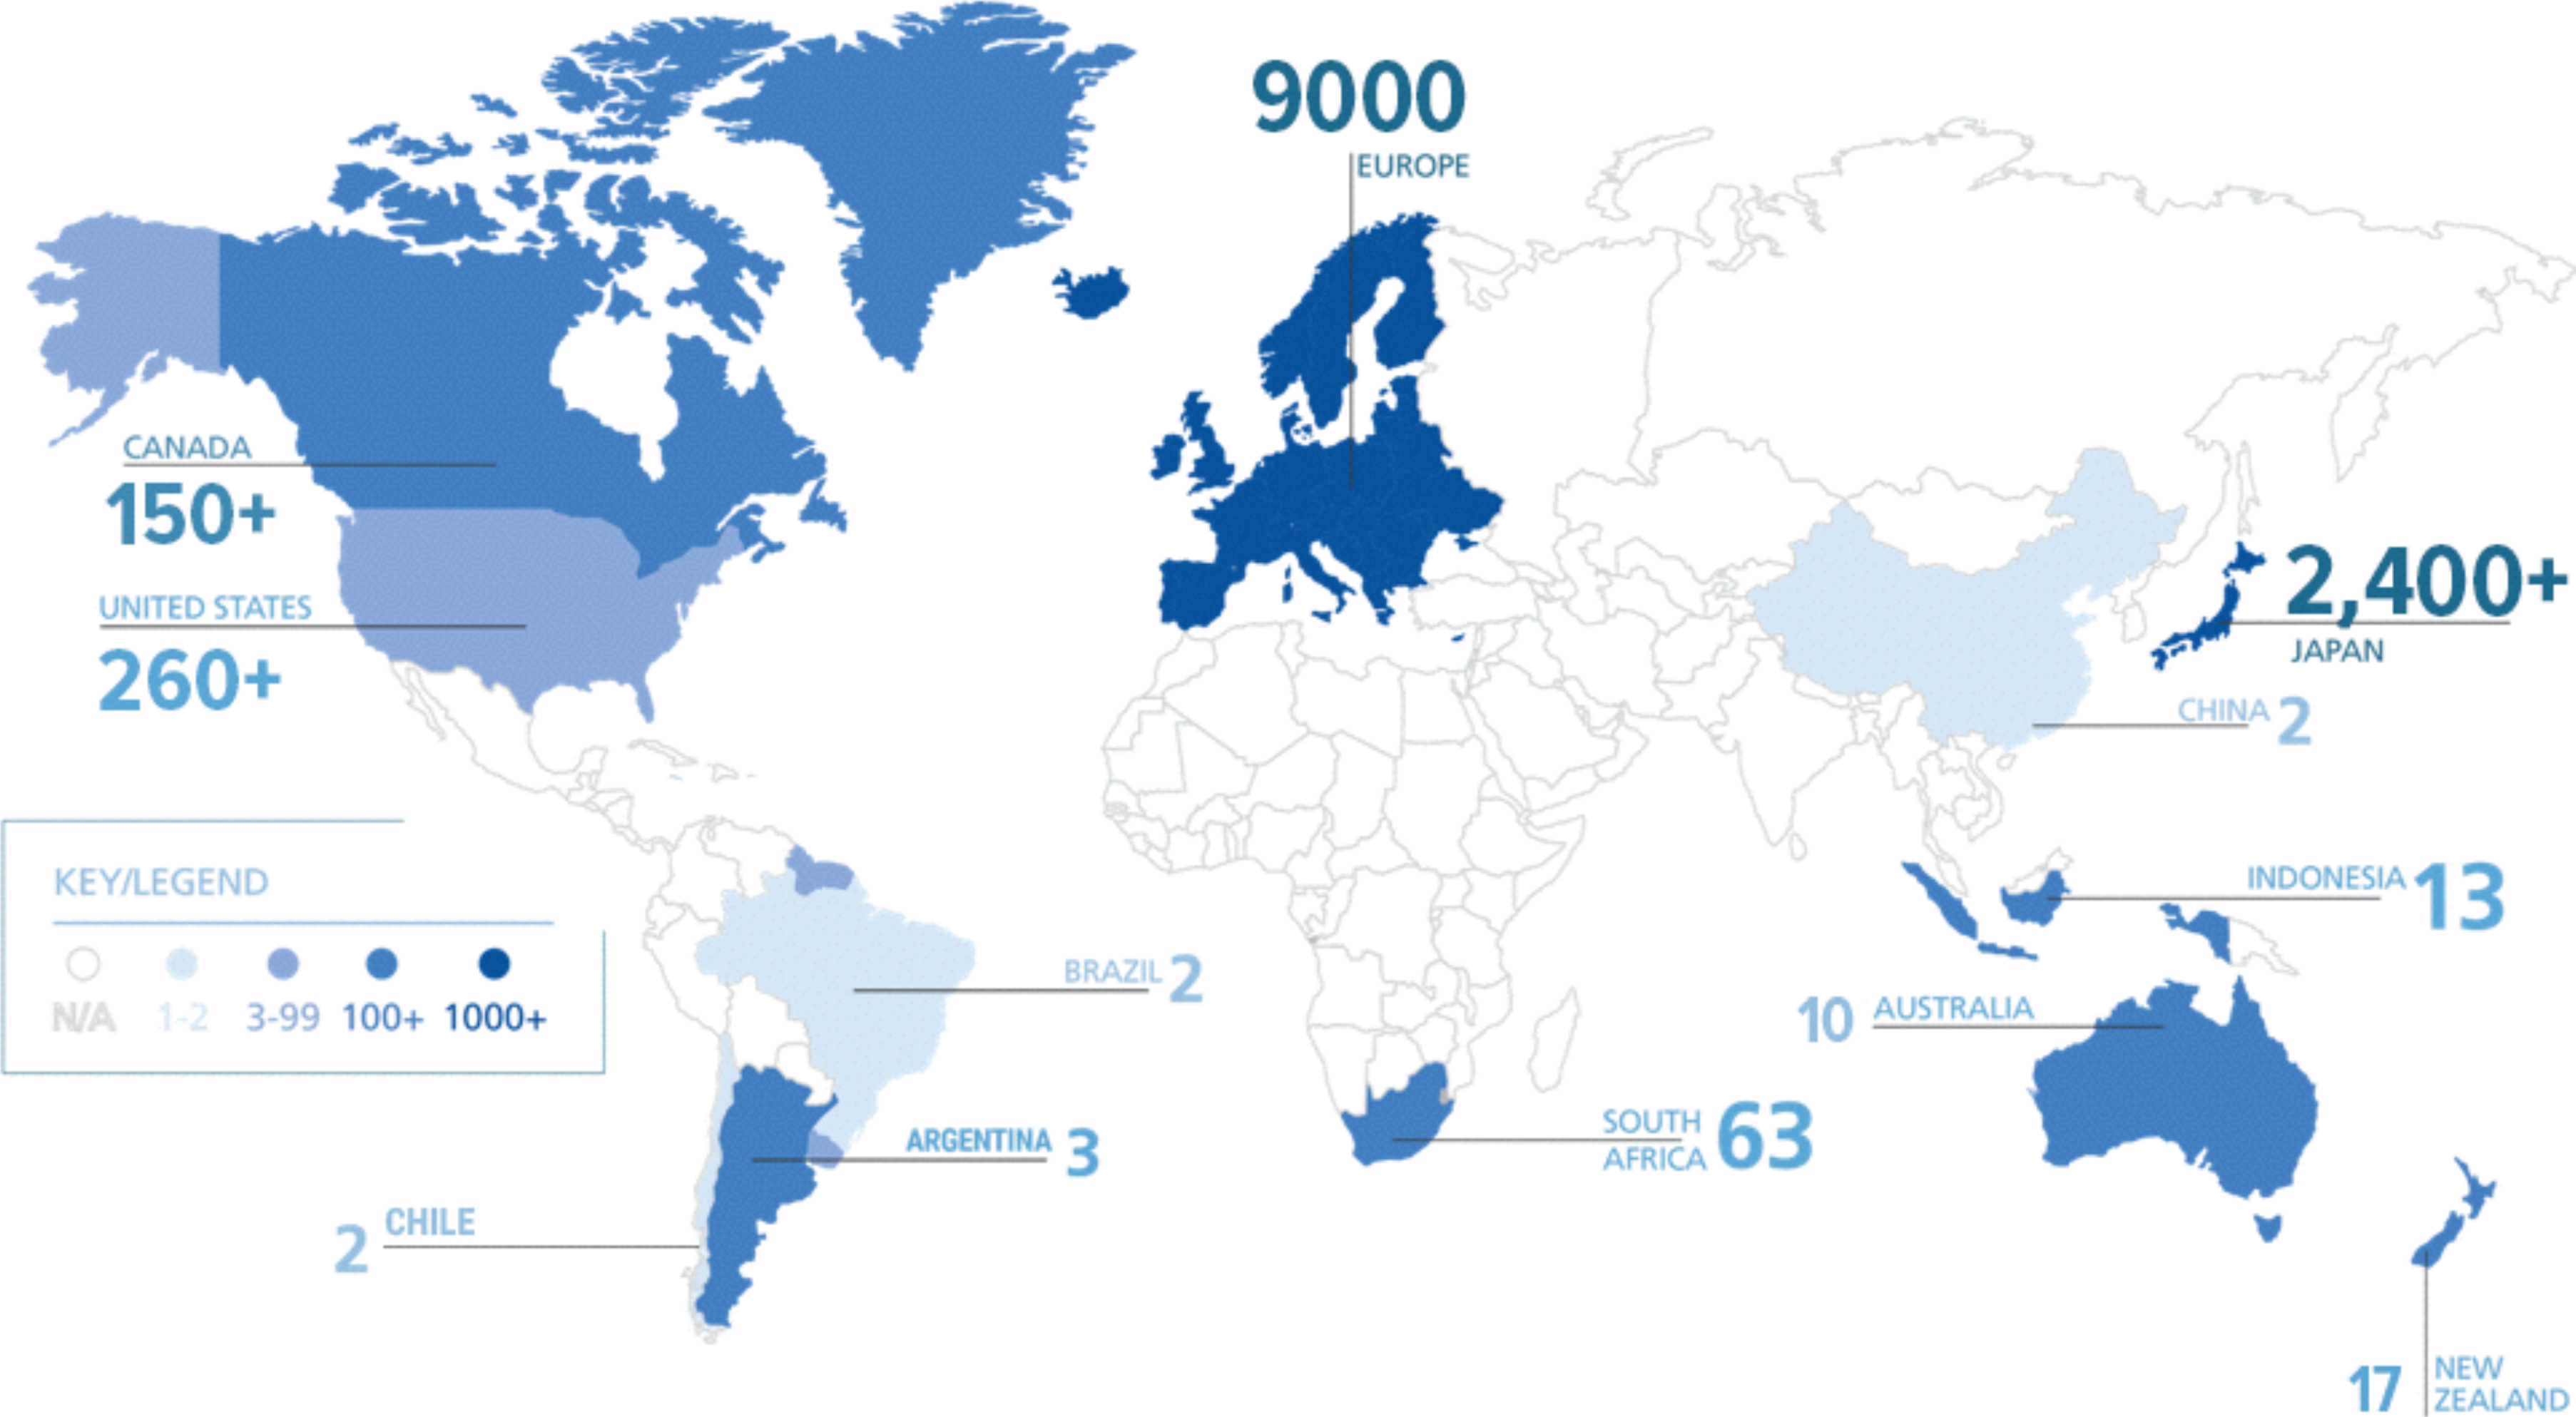 9000
EUROPE
CANADA
150+
UNITED STATES
260+
2,400+
JAPAN
CHINA 2
KEY/LEGEND
N/A 1-2 3-99 100+ 1000+
INDONESIA 13
BRAZIL 2
10 AUSTRALIA
ARGENTINA 3
SOUTH
AFRICA 63
2 CHILE
17 NEW
ZEALAND